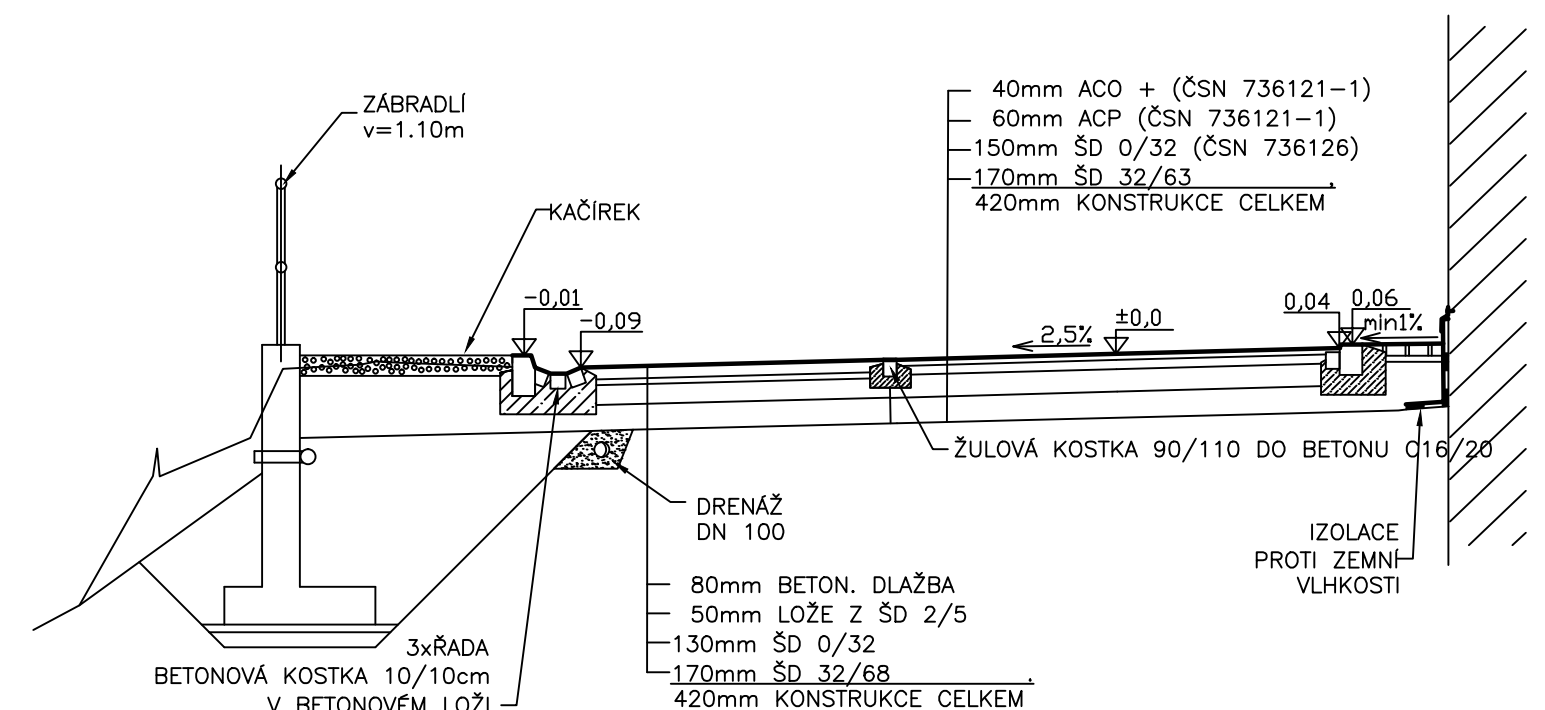 ZÁBRADLÍ
v=1.10m
KAČÍREK
40mm ACO + (ČSN 736121-1)
60mm ACP (ČSN 736121-1)
150mm ŠD 0/32 (ČSN 736126)
170mm ŠD 32/63
420mm KONSTRUKCE CELKEM
-0,01
-0,09
2,5%
±0,0
0,04
0,06
min1%
ŽULOVÁ KOSTKA 90/110 DO BETONU C16/20
DRENÁŽ
DN 100
IZOLACE
PROTI ZEMNÍ
VLHKOSTI
80mm BETON. DLAŽBA
50mm LOŽE Z ŠD 2/5
130mm ŠD 0/32
170mm ŠD 32/68
420mm KONSTRUKCE CELKEM
3xŘADA
BETONOVÁ KOSTKA 10/10cm
V BETONOVÉM LOŽI